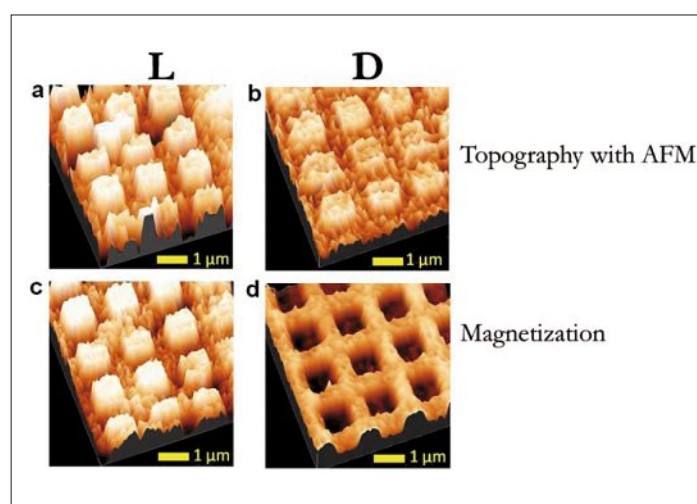 L D
a b
Topography with AFM
1 µm 1 µm
c d
Magnetization
1 µm 1 µm